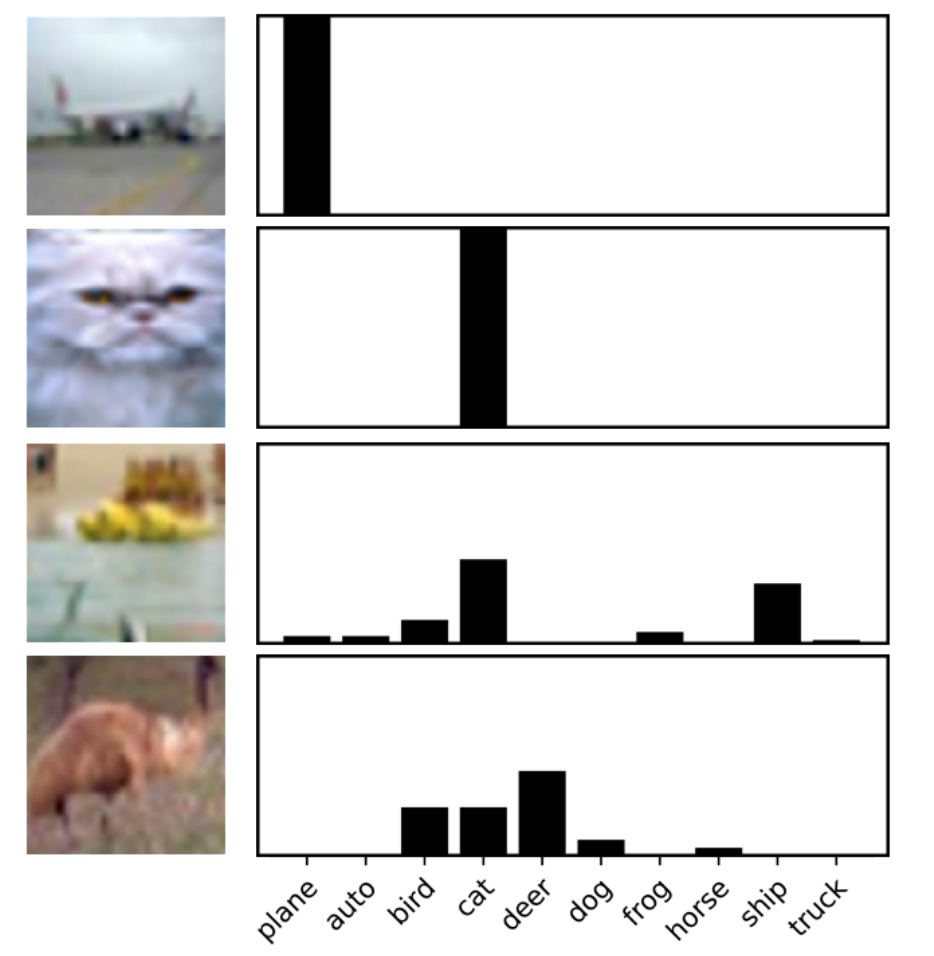 plane
auto
bird
cat
deer
dog
frog
horse
ship
truck